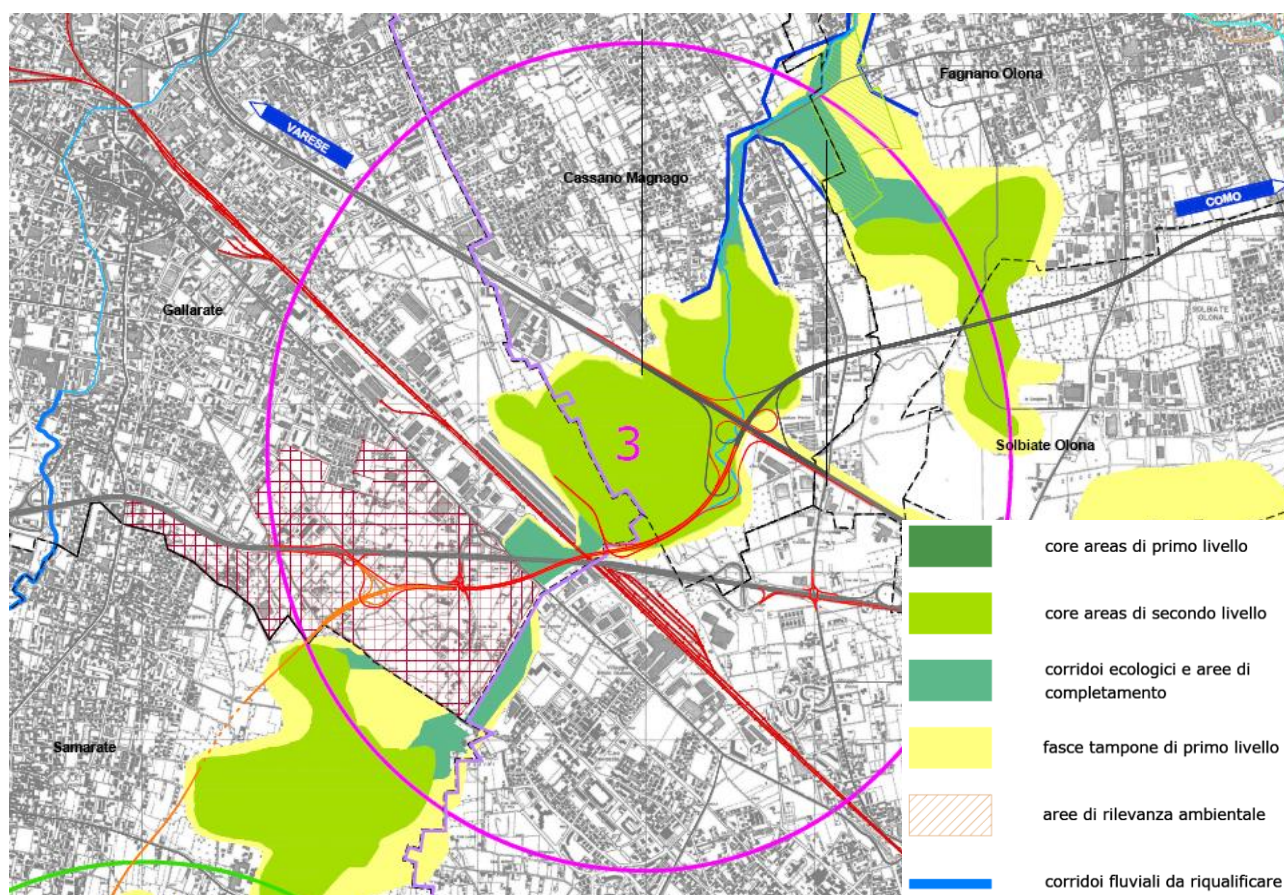 Fagnano Olona
VARESE
Cassano Magnago
COMO
Gallarate
SOLBIATE
OLONA
3
Solbiate Olona
Samarate
core areas di primo livello
core areas di secondo livello
corridoi ecologici e aree di
completamento
fasce tampone di primo livello
aree di rilevanza ambientale
corridoi fluviali da riqualificare